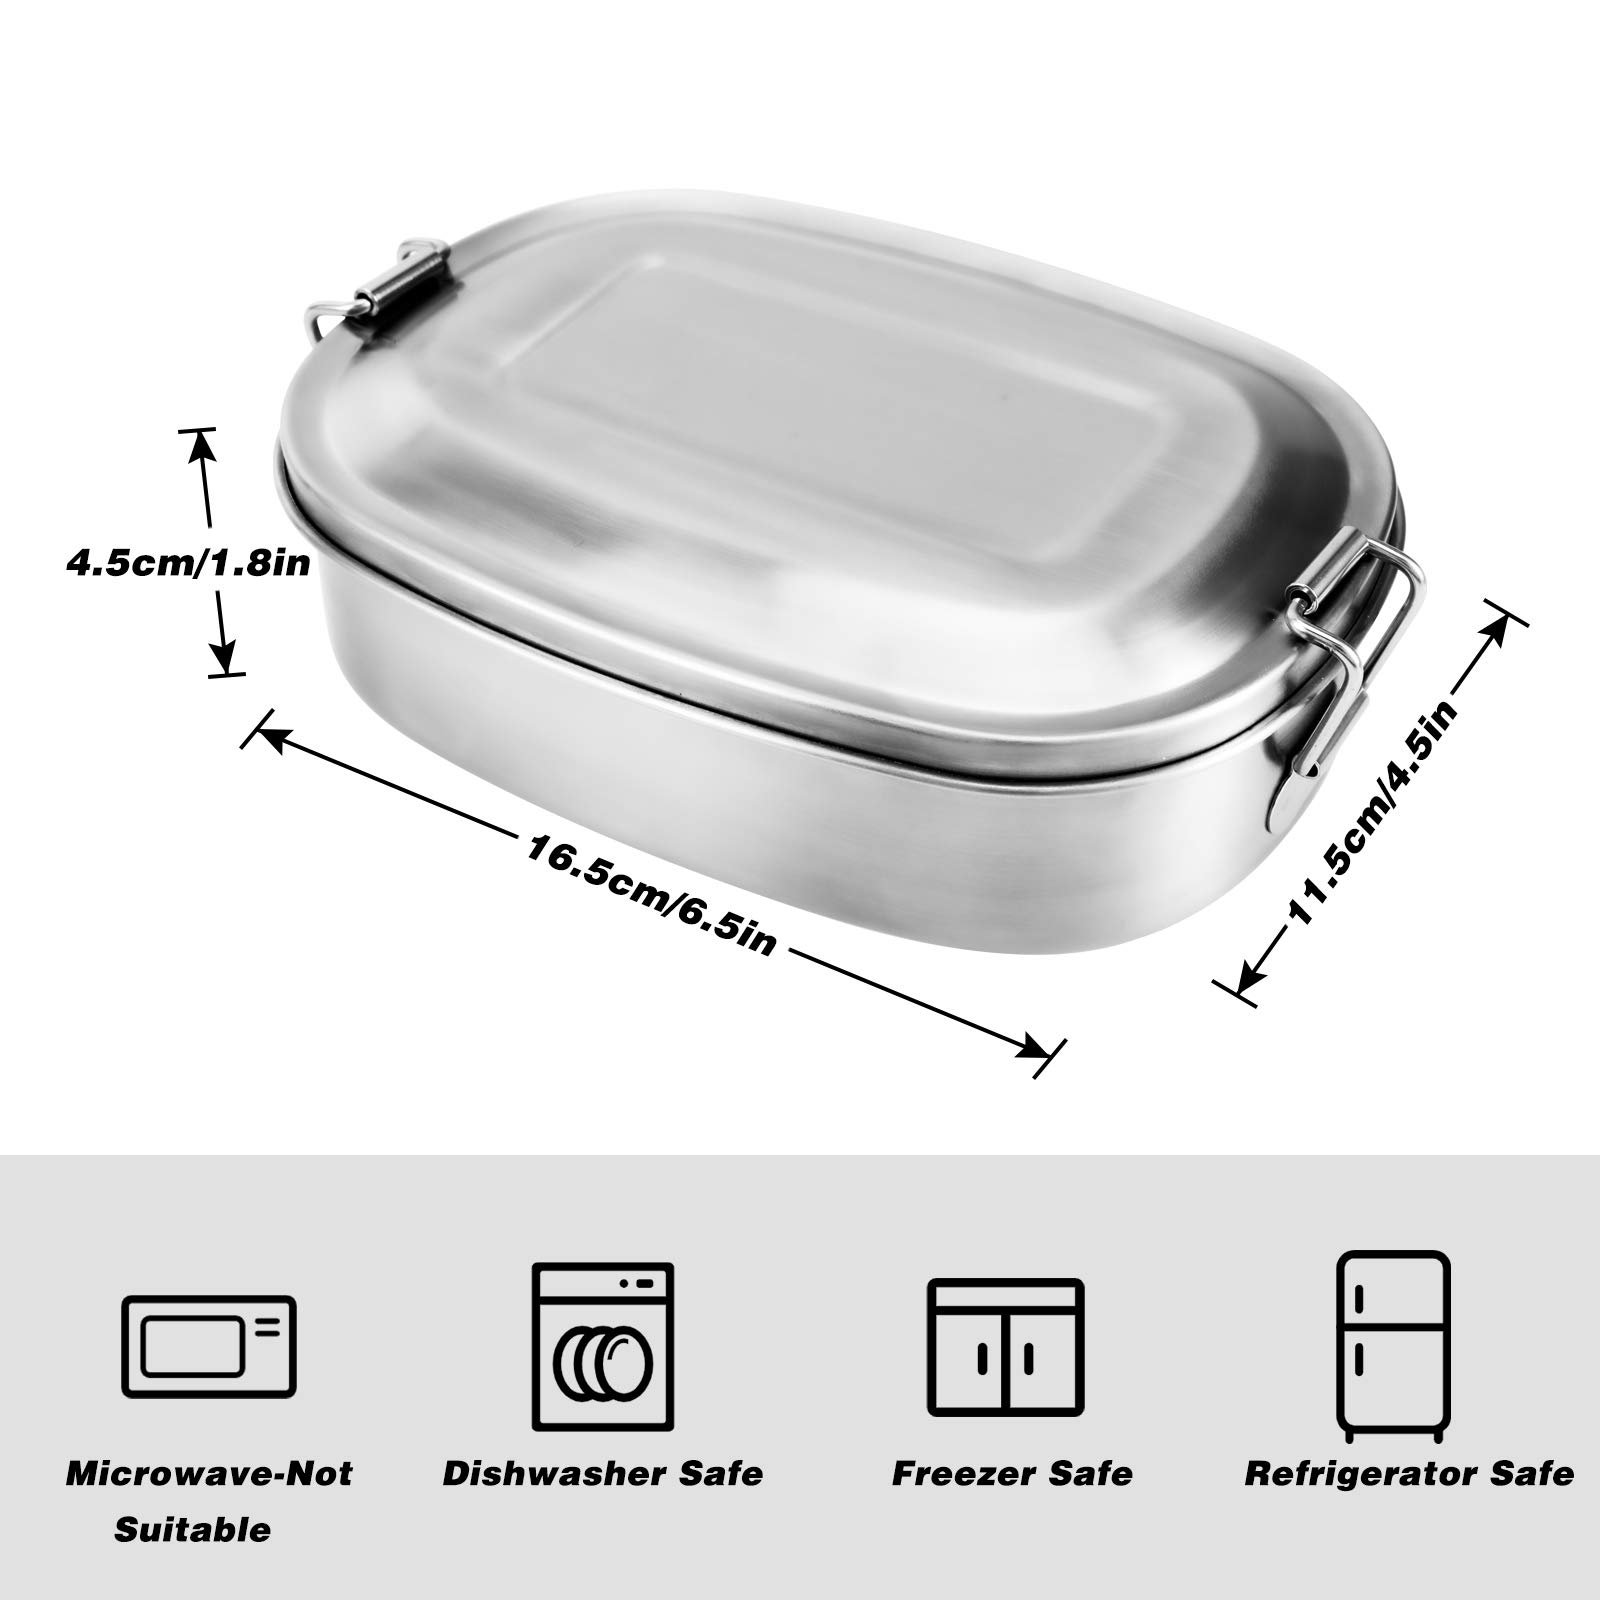 4.5cm/1.8in
16.5cm/6.5in
11.5cm/4.5in
Microwave-Not
Suitable
Dishwasher Safe
Freezer Safe
Refrigerator Safe